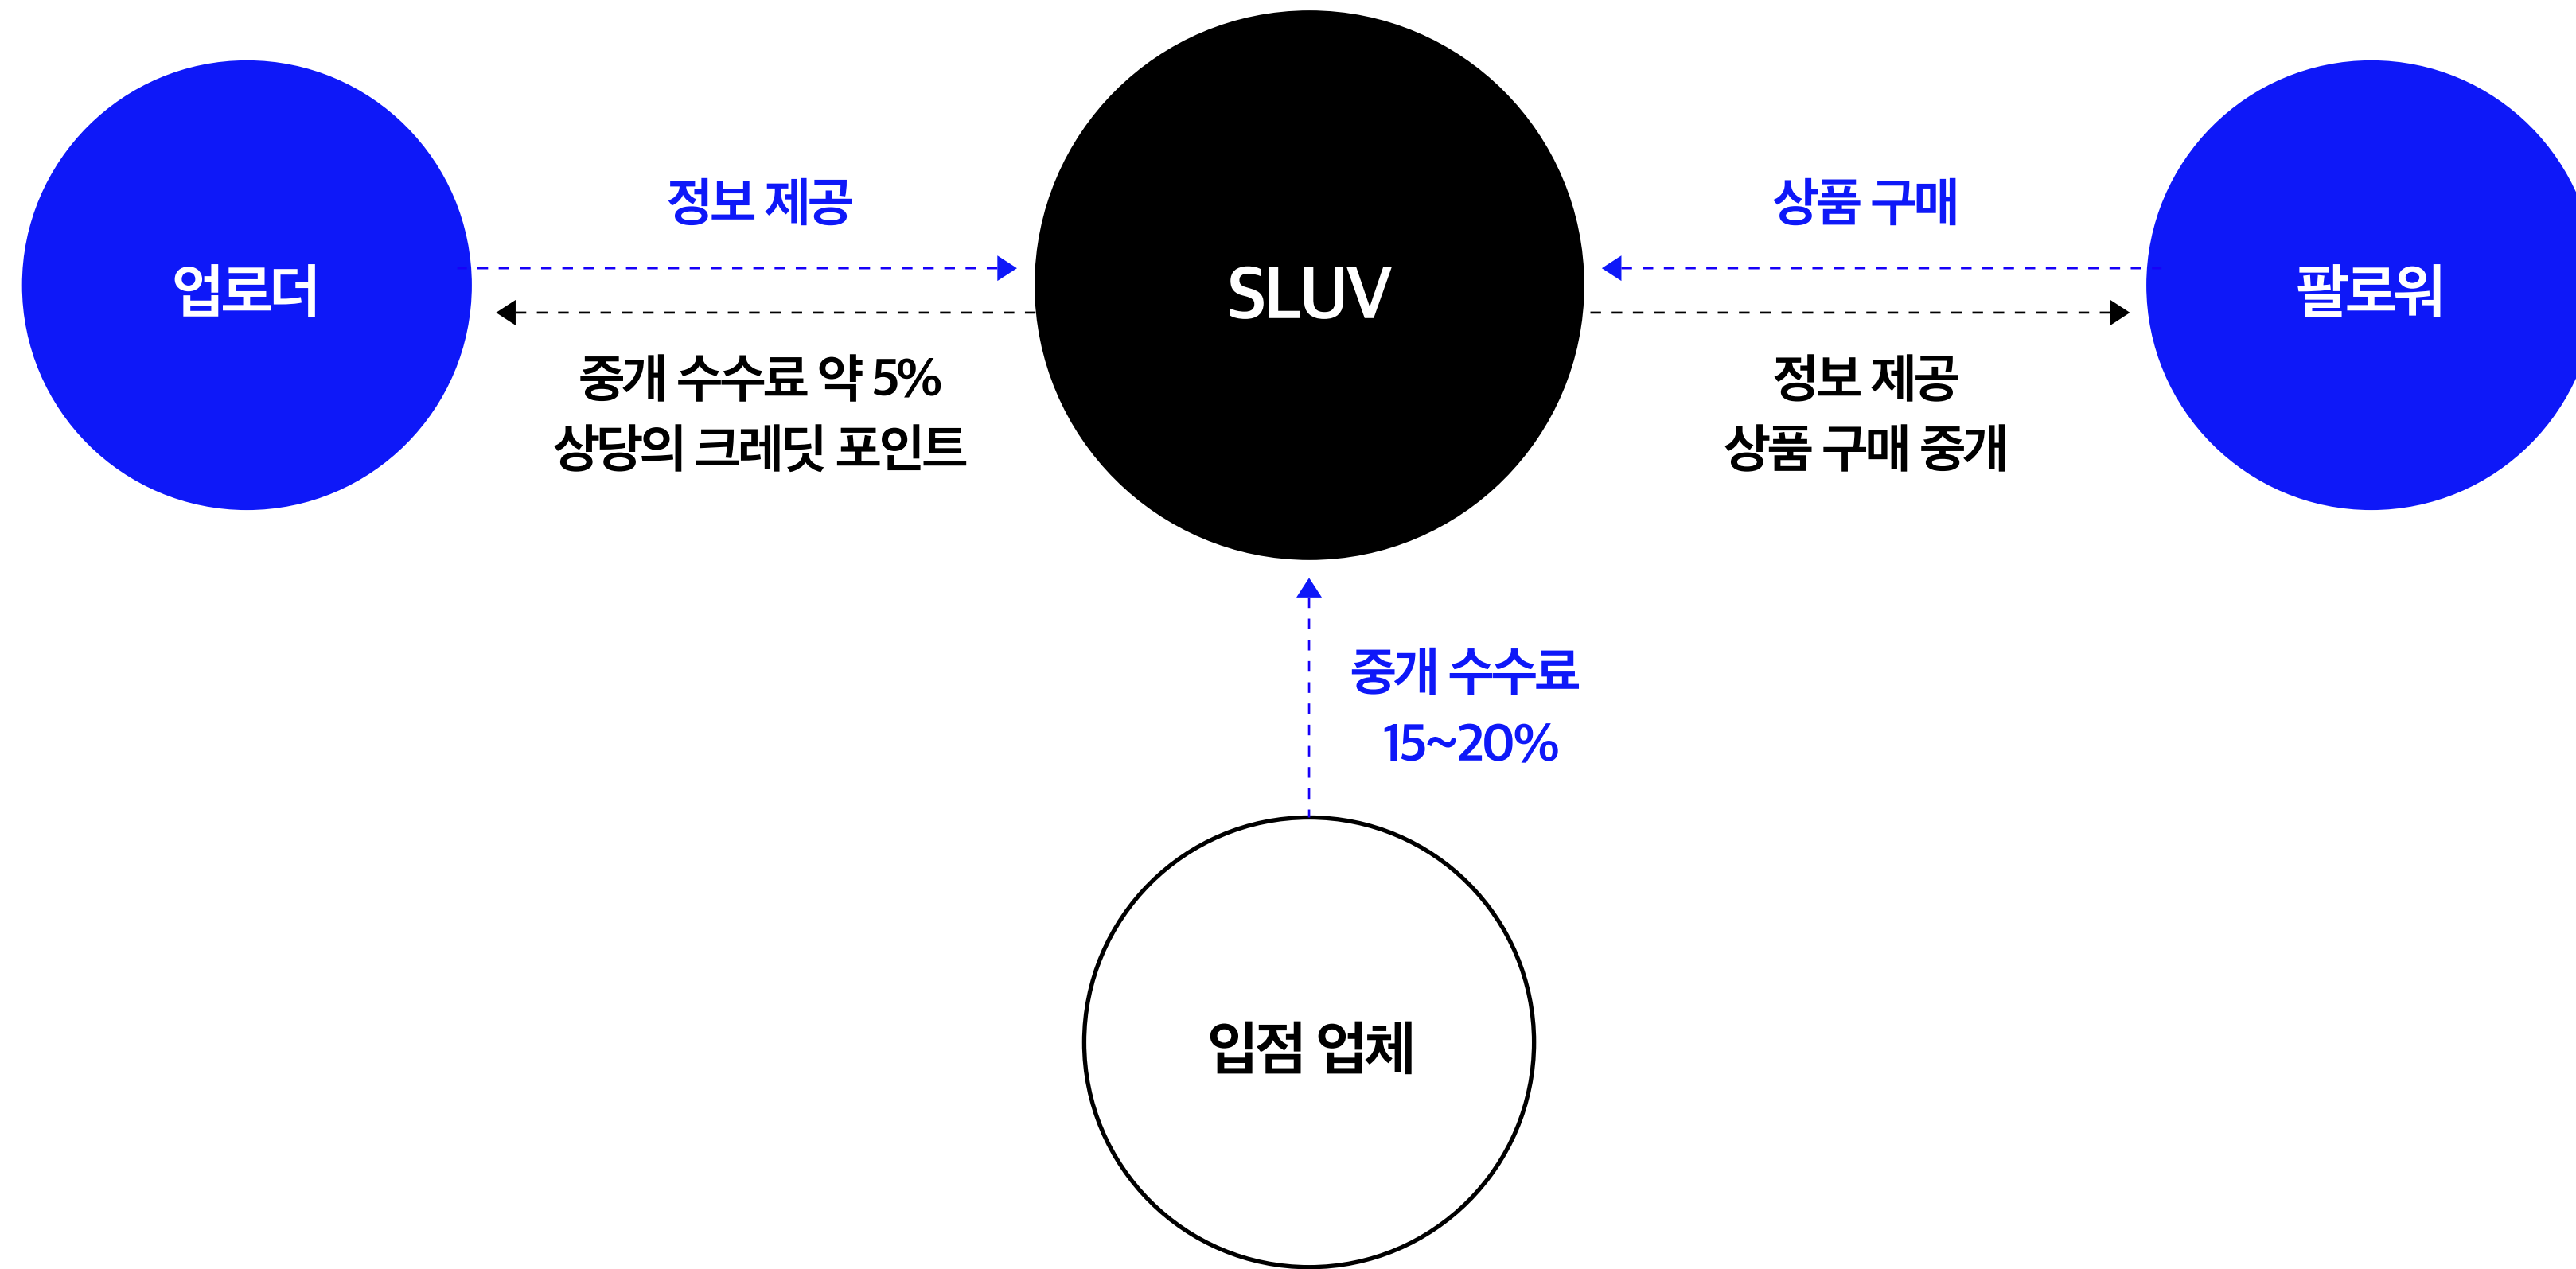 정보 제공
상품 구매
업로더
SLUV
팔로워
중개 수수료 약 5%
상당의 크레딧 포인트
정보 제공
상품 구매 중개
중개 수수료
15~20%
입점 업체